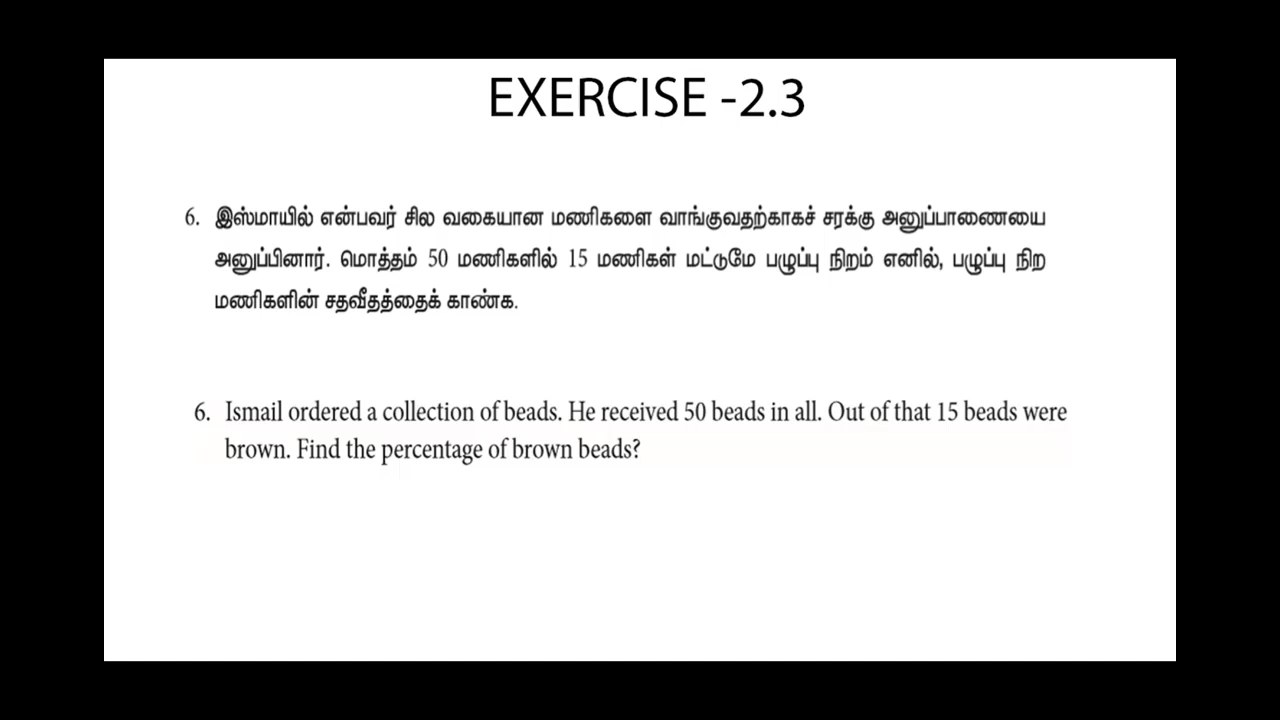 EXERCISE -2.3
6. இஸ்மாயில் என்பவர் சில வகையான மணிகளை வாங்குவதற்காகச் சரக்கு அனுப்பாணையை
அனுப்பினார். மொத்தம் 50 மணிகளில் 15 மணிகள் மட்டுமே பழுப்பு நிறம் எனில், பழுப்பு நிற
மணிகளின் சதவீதத்தைக் காண்க.
6. Ismail ordered a collection of beads. He received 50 beads in all. Out of that 15 beads were
brown. Find the percentage of brown beads?